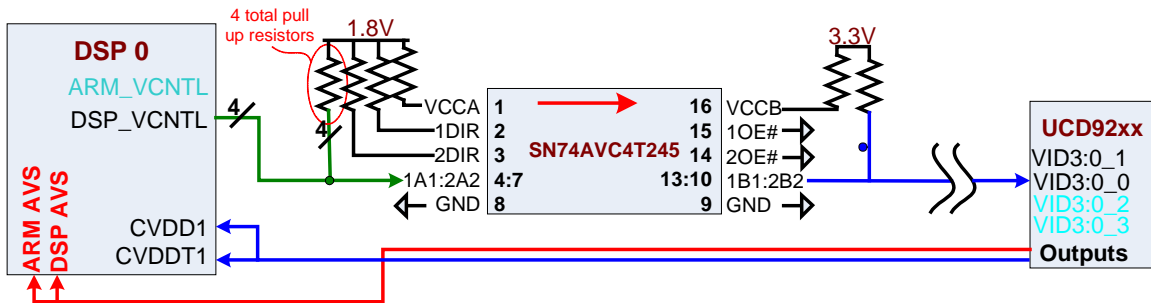 4 total pull
up resistors
1.8V
3.3V
DSP 0
ARM_VCNTL
DSP_VCNTL
4
4
VCCA
1DIR
2DIR
1A1:2A2
GND
1
2
3
4:7
8
SN74AVC4T245
16
15
14
13:10
9
VCCB
1OE#
2OE#
1B1:2B2
GND
UCD92xx
VID3:0_1
VID3:0_0
VID3:0_2
VID3:0_3
Outputs
CVDD1
CVDDT1
ARM AVS
DSP AVS